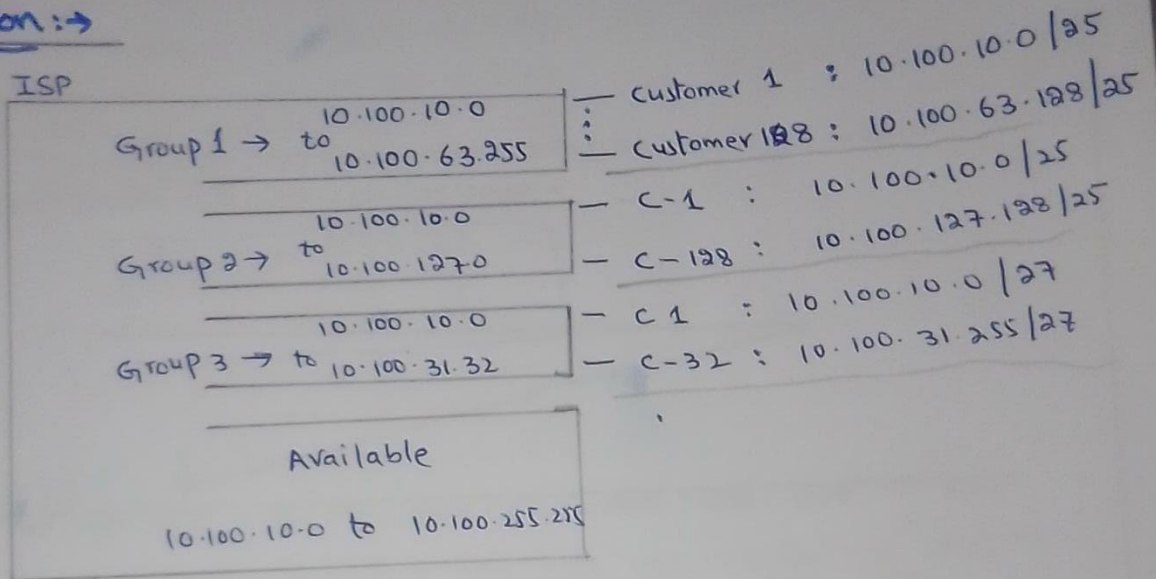 on :→
ISP
Group 1 → 10.100.10.0
to
10.100.63.255
Customer 1 : 10.100.10.0/25
Customer 128 : 10.100.63.128/25
Group 2 → 10.100.10.0
to
10.100.127.0
C-1 : 10.100.10.0/25
C-128 : 10.100.127.128/25
Group 3 → 10.100.10.0
to
10.100.31.32
C1 : 10.100.10.0/27
C-32 : 10.100.31.255/27
Available
10.100.10.0 to 10.100.255.255